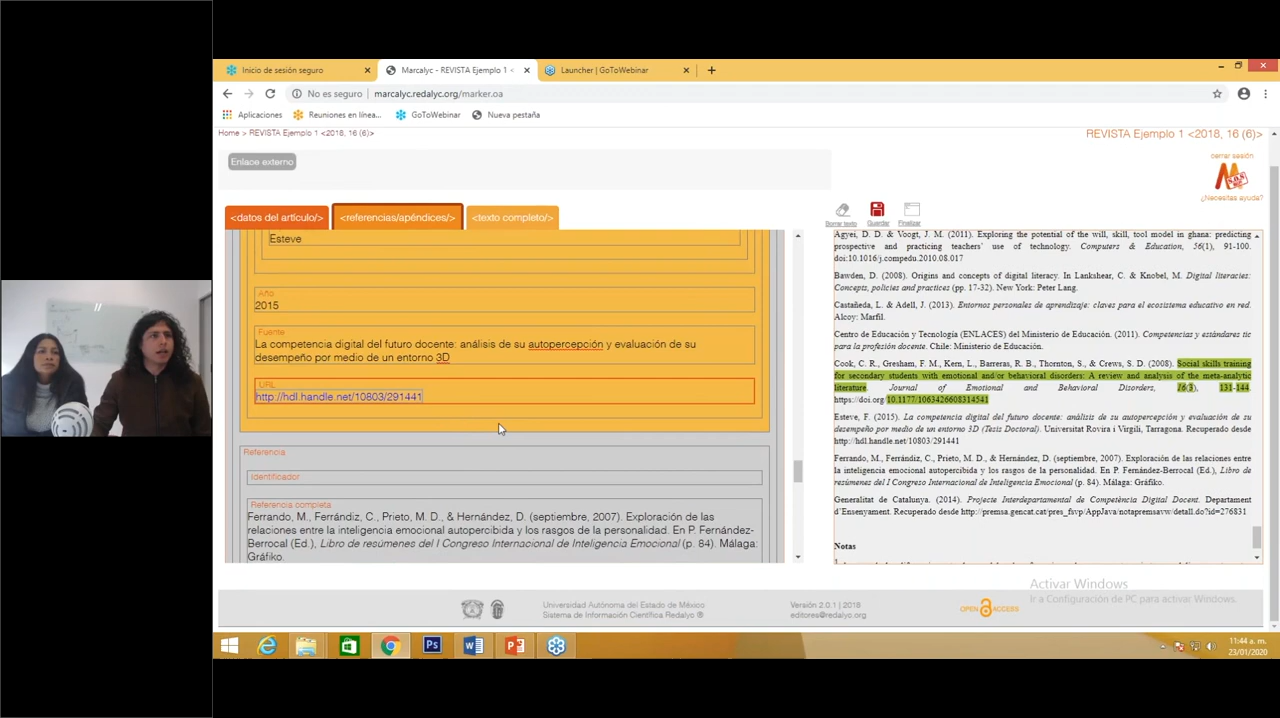 Inicio de sesión seguro
Marcalyc - REVISTA Ejemplo 1 <
Launcher | GoToWebinar
No es seguro
marcalyc.redalyc.org/marker.oa
Aplicaciones
Reuniones en línea...
GoToWebinar
Nueva pestaña
Home > REVISTA Ejemplo 1 <2018, 16 (6)>
REVISTA Ejemplo 1 <2018, 16 (6)>
Enlace externo
cerrar sesión
¿Necesitas ayuda?
<datos del artículo/>
<referencias/apéndices/>
<texto completo/>
Borrar texto
Guardar
Finalizar
Esteve
Año
2015
Fuente
La competencia digital del futuro docente: análisis de su autopercepción y evaluación de su
desempeño por medio de un entorno 3D
URL
http://hdl.handle.net/10803/291441
Referencia
Identificador
Referencia completa
Ferrando, M., Ferrándiz, C., Prieto, M. D., & Hernández, D. (septiembre, 2007). Exploración de las
relaciones entre la inteligencia emocional autopercibida y los rasgos de la personalidad. En P. Fernández-
Berrocal (Ed.), Libro de resúmenes del I Congreso Internacional de Inteligencia Emocional (p. 84). Málaga:
Gráfiko.
Agyei, D. D. & Voogt, J. M. (2011). Exploring the potential of the will, skill, tool model in ghana: predicting
prospective and practicing teachers' use of technology. Computers & Education, 56(1), 91-100.
doi:10.1016/j.compedu.2010.08.017
Bawden, D. (2008). Origins and concepts of digital literacy. In Lankshear, C. & Knobel, M. Digital literacies:
Concepts, policies and practices (pp. 17-32). New York: Peter Lang.
Castañeda, L. & Adell, J. (2013). Entornos personales de aprendizaje: claves para el ecosistema educativo en red.
Alcoy: Marfil.
Centro de Educación y Tecnología (ENLACES) del Ministerio de Educación. (2011). Competencias y estándares tic
para la profesión docente. Chile: Ministerio de Educación.
Cook, C. R., Gresham, F. M., Kern, L., Barreras, R. B., Thornton, S., & Crews, S. D. (2008). Social skills training
for secondary students with emotional and/or behavioral disorders: A review and analysis of the meta-analytic
literature. Journal of Emotional and Behavioral Disorders, 16(3), 131-144.
https://doi.org/10.1177/1063426608314541
Esteve, F. (2015). La competencia digital del futuro docente: análisis de su autopercepción y evaluación de su
desempeño por medio de un entorno 3D (Tesis Doctoral). Universitat Rovira i Virgili, Tarragona. Recuperado desde
http://hdl.handle.net/10803/291441
Ferrando, M., Ferrándiz, C., Prieto, M. D., & Hernández, D. (septiembre, 2007). Exploración de las relaciones entre
la inteligencia emocional autopercibida y los rasgos de la personalidad. En P. Fernández-Berrocal (Ed.), Libro de
resúmenes del I Congreso Internacional de Inteligencia Emocional (p. 84). Málaga: Gráfiko.
Generalitat de Catalunya. (2014). Projecte Interdepartamental de Competència Digital Docent. Departament
d'Ensenyament. Recuperado desde http://premsa.gencat.cat/pres_fsvp/AppJava/notapremsavw/detall.do?id=276831
Notas
Activar Windows
Ir a Configuración de PC para activar Windows.
Universidad Autónoma del Estado de México
Sistema de Información Científica Redalyc ®
Versión 2.0.1 | 2018
editores@redalyc.org
OPEN ACCESS
11:44 a. m.
23/01/2020